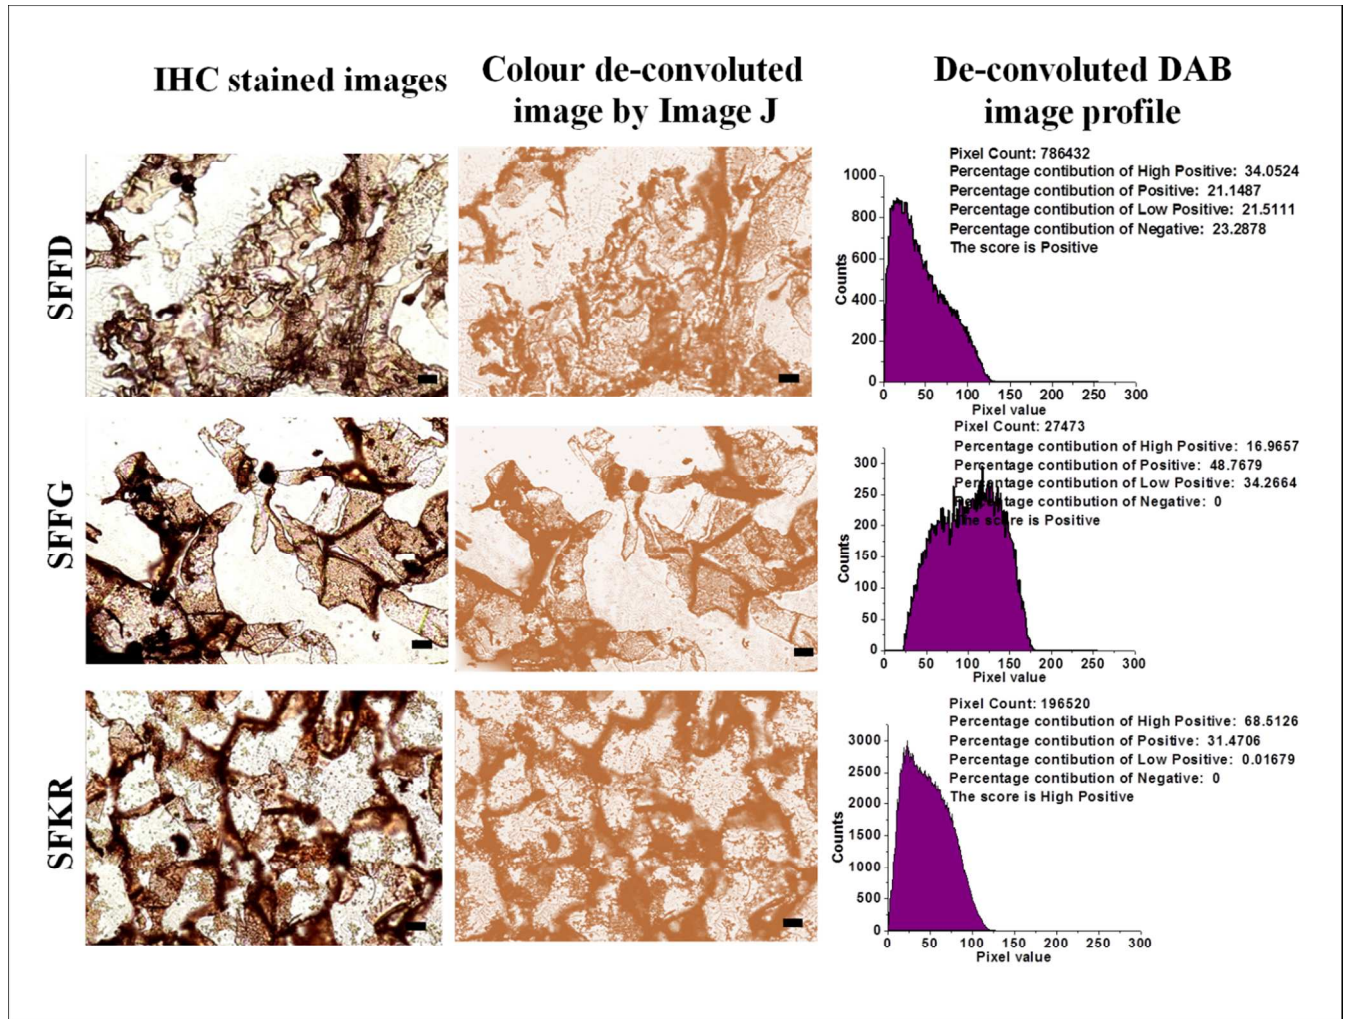 IHC stained images
Colour de-convoluted
image by Image J
De-convoluted DAB
image profile
SFFD
Pixel Count: 786432
Percentage contibution of High Positive: 34.0524
Percentage contibution of Positive: 21.1487
Percentage contibution of Low Positive: 21.5111
Percentage contibution of Negative: 23.2878
The score is Positive
Counts
1000
800
600
400
200
0
0 50 100 150 200 250 300
Pixel value
SFFG
Pixel Count: 27473
Percentage contibution of High Positive: 16.9657
Percentage contibution of Positive: 48.7679
Percentage contibution of Low Positive: 34.2664
Percentage contibution of Negative: 0
The score is Positive
Counts
300
250
200
150
100
50
0
0 50 100 150 200 250 300
Pixel value
SFKR
Pixel Count: 196520
Percentage contibution of High Positive: 68.5126
Percentage contibution of Positive: 31.4706
Percentage contibution of Low Positive: 0.01679
Percentage contibution of Negative: 0
The score is High Positive
Counts
3000
2500
2000
1500
1000
500
0
0 50 100 150 200 250 300
Pixel value